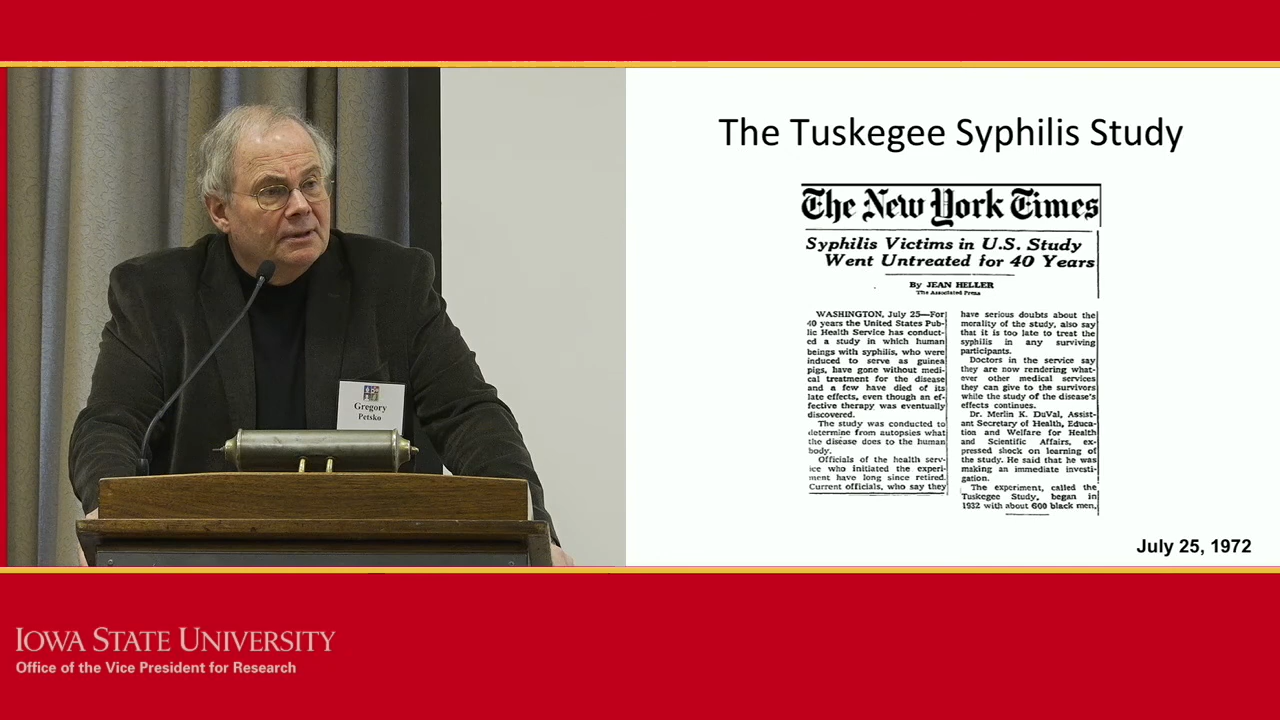 Gregory
Petsko
The Tuskegee Syphilis Study
The New York Times
Syphilis Victims in U.S. Study
Went Untreated for 40 Years
By JEAN HELLER
The Associated Press
WASHINGTON, July 25—For
40 years the United States Pub-
lic Health Service has conduct-
ed a study in which human
beings with syphilis, who were
induced to serve as guinea
pigs, have gone without medi-
cal treatment for the disease
and a few have died of its
late effects, even though an ef-
fective therapy was eventually
discovered.
The study was conducted to
determine from autopsies what
the disease does to the human
body.
Officials of the health serv-
ice who initiated the experi-
ment have long since retired.
Current officials, who say they
have serious doubts about the
morality of the study, also say
that it is too late to treat the
syphilis in any surviving
participants.
Doctors in the service say
they are now rendering what-
ever other medical services
they can give to the survivors
while the study of the disease's
effects continues.
Dr. Merlin K. DuVal, Assist-
ant Secretary of Health, Educa-
tion and Welfare for Health
and Scientific Affairs, ex-
pressed shock on learning of
the study. He said that he was
making an immediate investi-
gation.
The experiment, called the
Tuskegee Study, began in
1932 with about 600 black men,
July 25, 1972
IOWA STATE UNIVERSITY
Office of the Vice President for Research